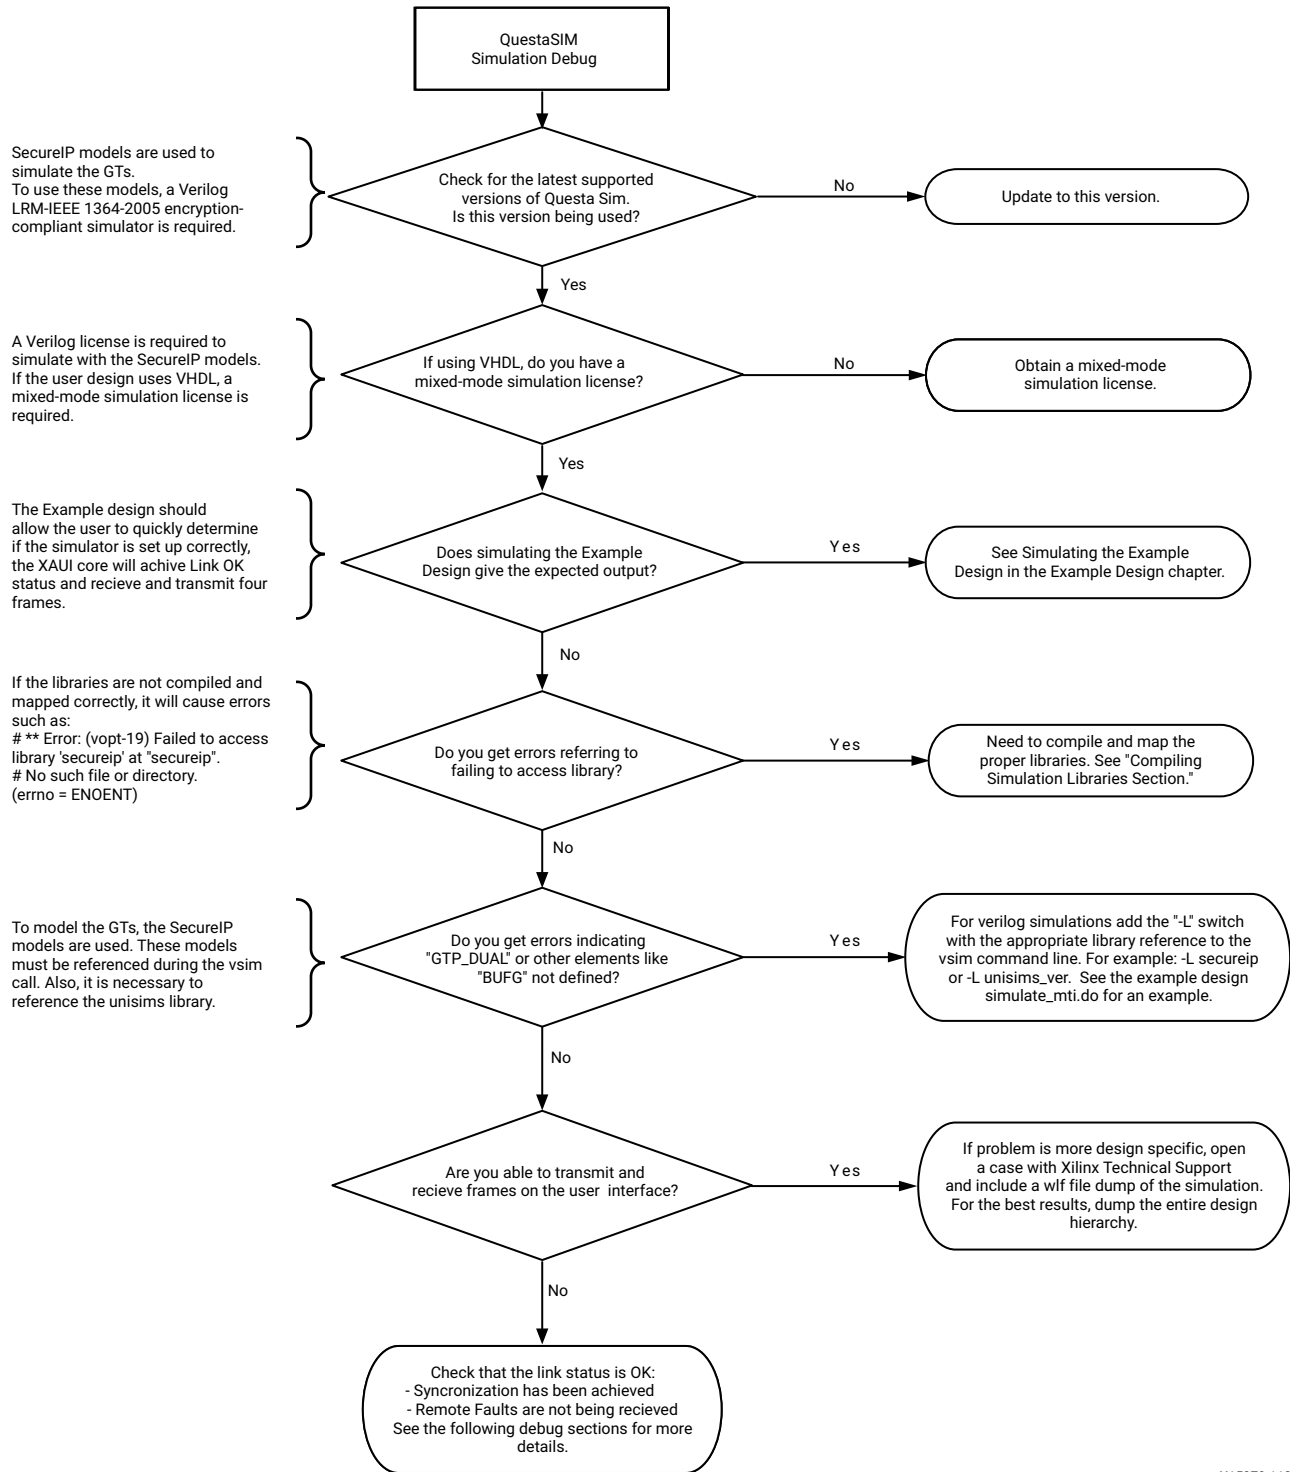 QuestaSIM
Simulation Debug
SecureIP models are used to
simulate the GTs.
To use these models, a Verilog
LRM-IEEE 1364-2005 encryption-
compliant simulator is required.
Check for the latest supported
versions of Questa Sim.
Is this version being used?
No
Update to this version.
Yes
A Verilog license is required to
simulate with the SecureIP models.
If the user design uses VHDL, a
mixed-mode simulation license is
required.
If using VHDL, do you have a
mixed-mode simulation license?
No
Obtain a mixed-mode
simulation license.
Yes
The Example design should
allow the user to quickly determine
if the simulator is set up correctly,
the XAUI core will achive Link OK
status and recieve and transmit four
frames.
Does simulating the Example
Design give the expected output?
Yes
See Simulating the Example
Design in the Example Design chapter.
No
If the libraries are not compiled and
mapped correctly, it will cause errors
such as:
# ** Error: (vopt-19) Failed to access
library 'secureip' at "secureip".
# No such file or directory.
(errno = ENOENT)
Do you get errors referring to
failing to access library?
Yes
Need to compile and map the
proper libraries. See "Compiling
Simulation Libraries Section."
No
To model the GTs, the SecureIP
models are used. These models
must be referenced during the vsim
call. Also, it is necessary to
reference the unisims library.
Do you get errors indicating
"GTP_DUAL" or other elements like
"BUFG" not defined?
Yes
For verilog simulations add the "-L" switch
with the appropriate library reference to the
vsim command line. For example: -L secureip
or -L unisims_ver. See the example design
simulate_mti.do for an example.
No
Are you able to transmit and
recieve frames on the user interface?
Yes
If problem is more design specific, open
a case with Xilinx Technical Support
and include a wlf file dump of the simulation.
For the best results, dump the entire design
hierarchy.
No
Check that the link status is OK:
- Syncronization has been achieved
- Remote Faults are not being recieved
See the following debug sections for more
details.